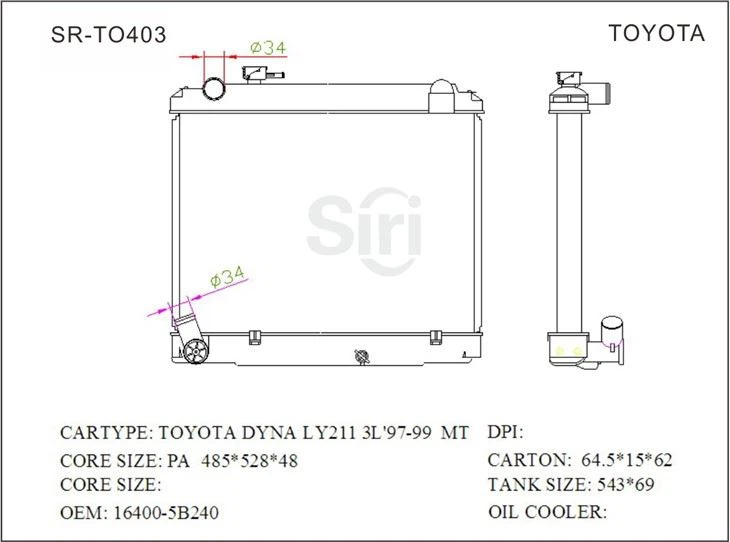 SR-TO403
TOYOTA
ø34
Siri
ø34
CARTYPE: TOYOTA DYNA LY211 3L'97-99 MT
DPI:
CORE SIZE: PA 485*528*48
CARTON: 64.5*15*62
CORE SIZE:
TANK SIZE: 543*69
OEM: 16400-5B240
OIL COOLER: